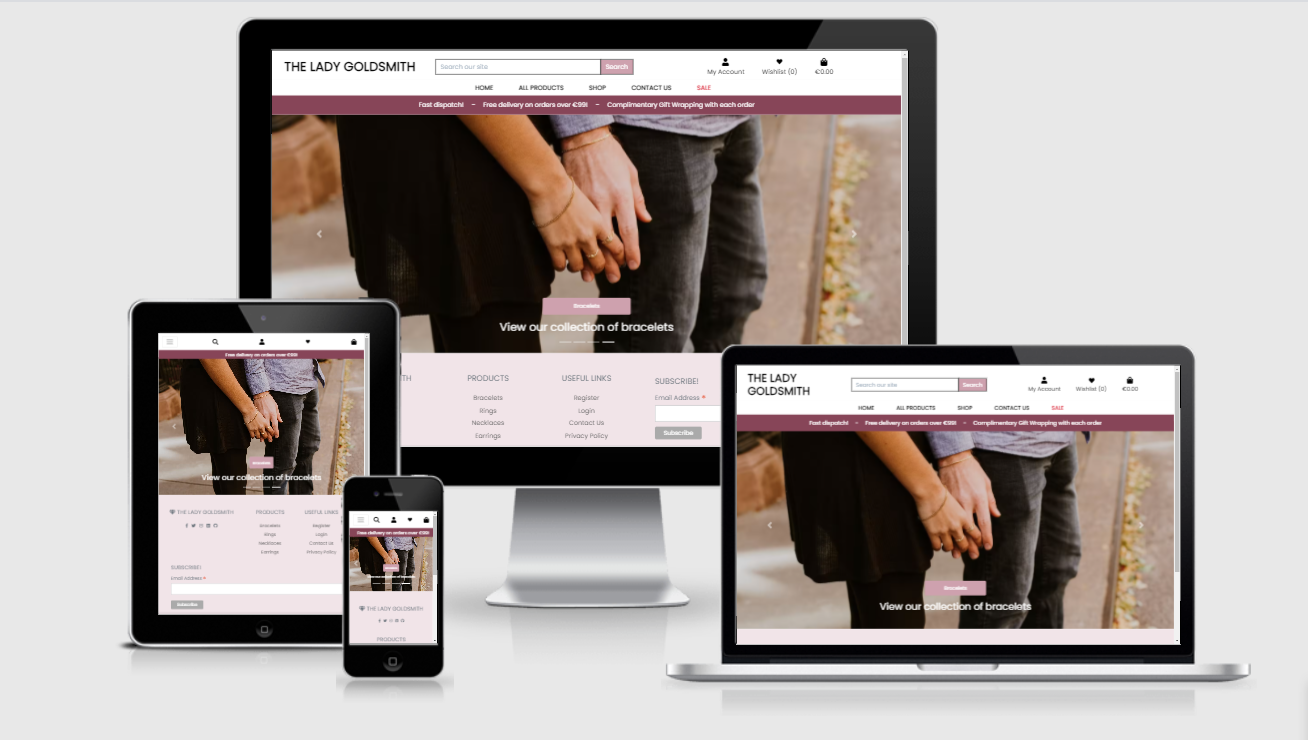 THE LADY GOLDSMITH
Search our site
Search
My Account
Wishlist (0)
€0.00
HOME
ALL PRODUCTS
SHOP
CONTACT US
SALE
Fast dispatch! - Free delivery on orders over €99! - Complimentary Gift Wrapping with each order
Bracelets
View our collection of bracelets
TH
PRODUCTS
USEFUL LINKS
SUBSCRIBE!
Bracelets
Register
Email Address *
Rings
Login
Necklaces
Contact Us
Earrings
Privacy Policy
Subscribe
Free delivery on orders over €99!
View our collection of bracelets
THE LADY GOLDSMITH
PRODUCTS
USEFUL LINKS
Bracelets
Register
Rings
Login
Necklaces
Contact Us
Earrings
Privacy Policy
SUBSCRIBE!
Email Address *
Subscribe
Free delivery on orders over €99!
View our collection of bracelets
THE LADY GOLDSMITH
PRODUCTS
THE LADY
GOLDSMITH
Search our site
Search
My Account
Wishlist (0)
€0.00
HOME
ALL PRODUCTS
SHOP
CONTACT US
SALE
Fast dispatch! - Free delivery on orders over €99! - Complimentary Gift Wrapping with each order
Bracelets
View our collection of bracelets